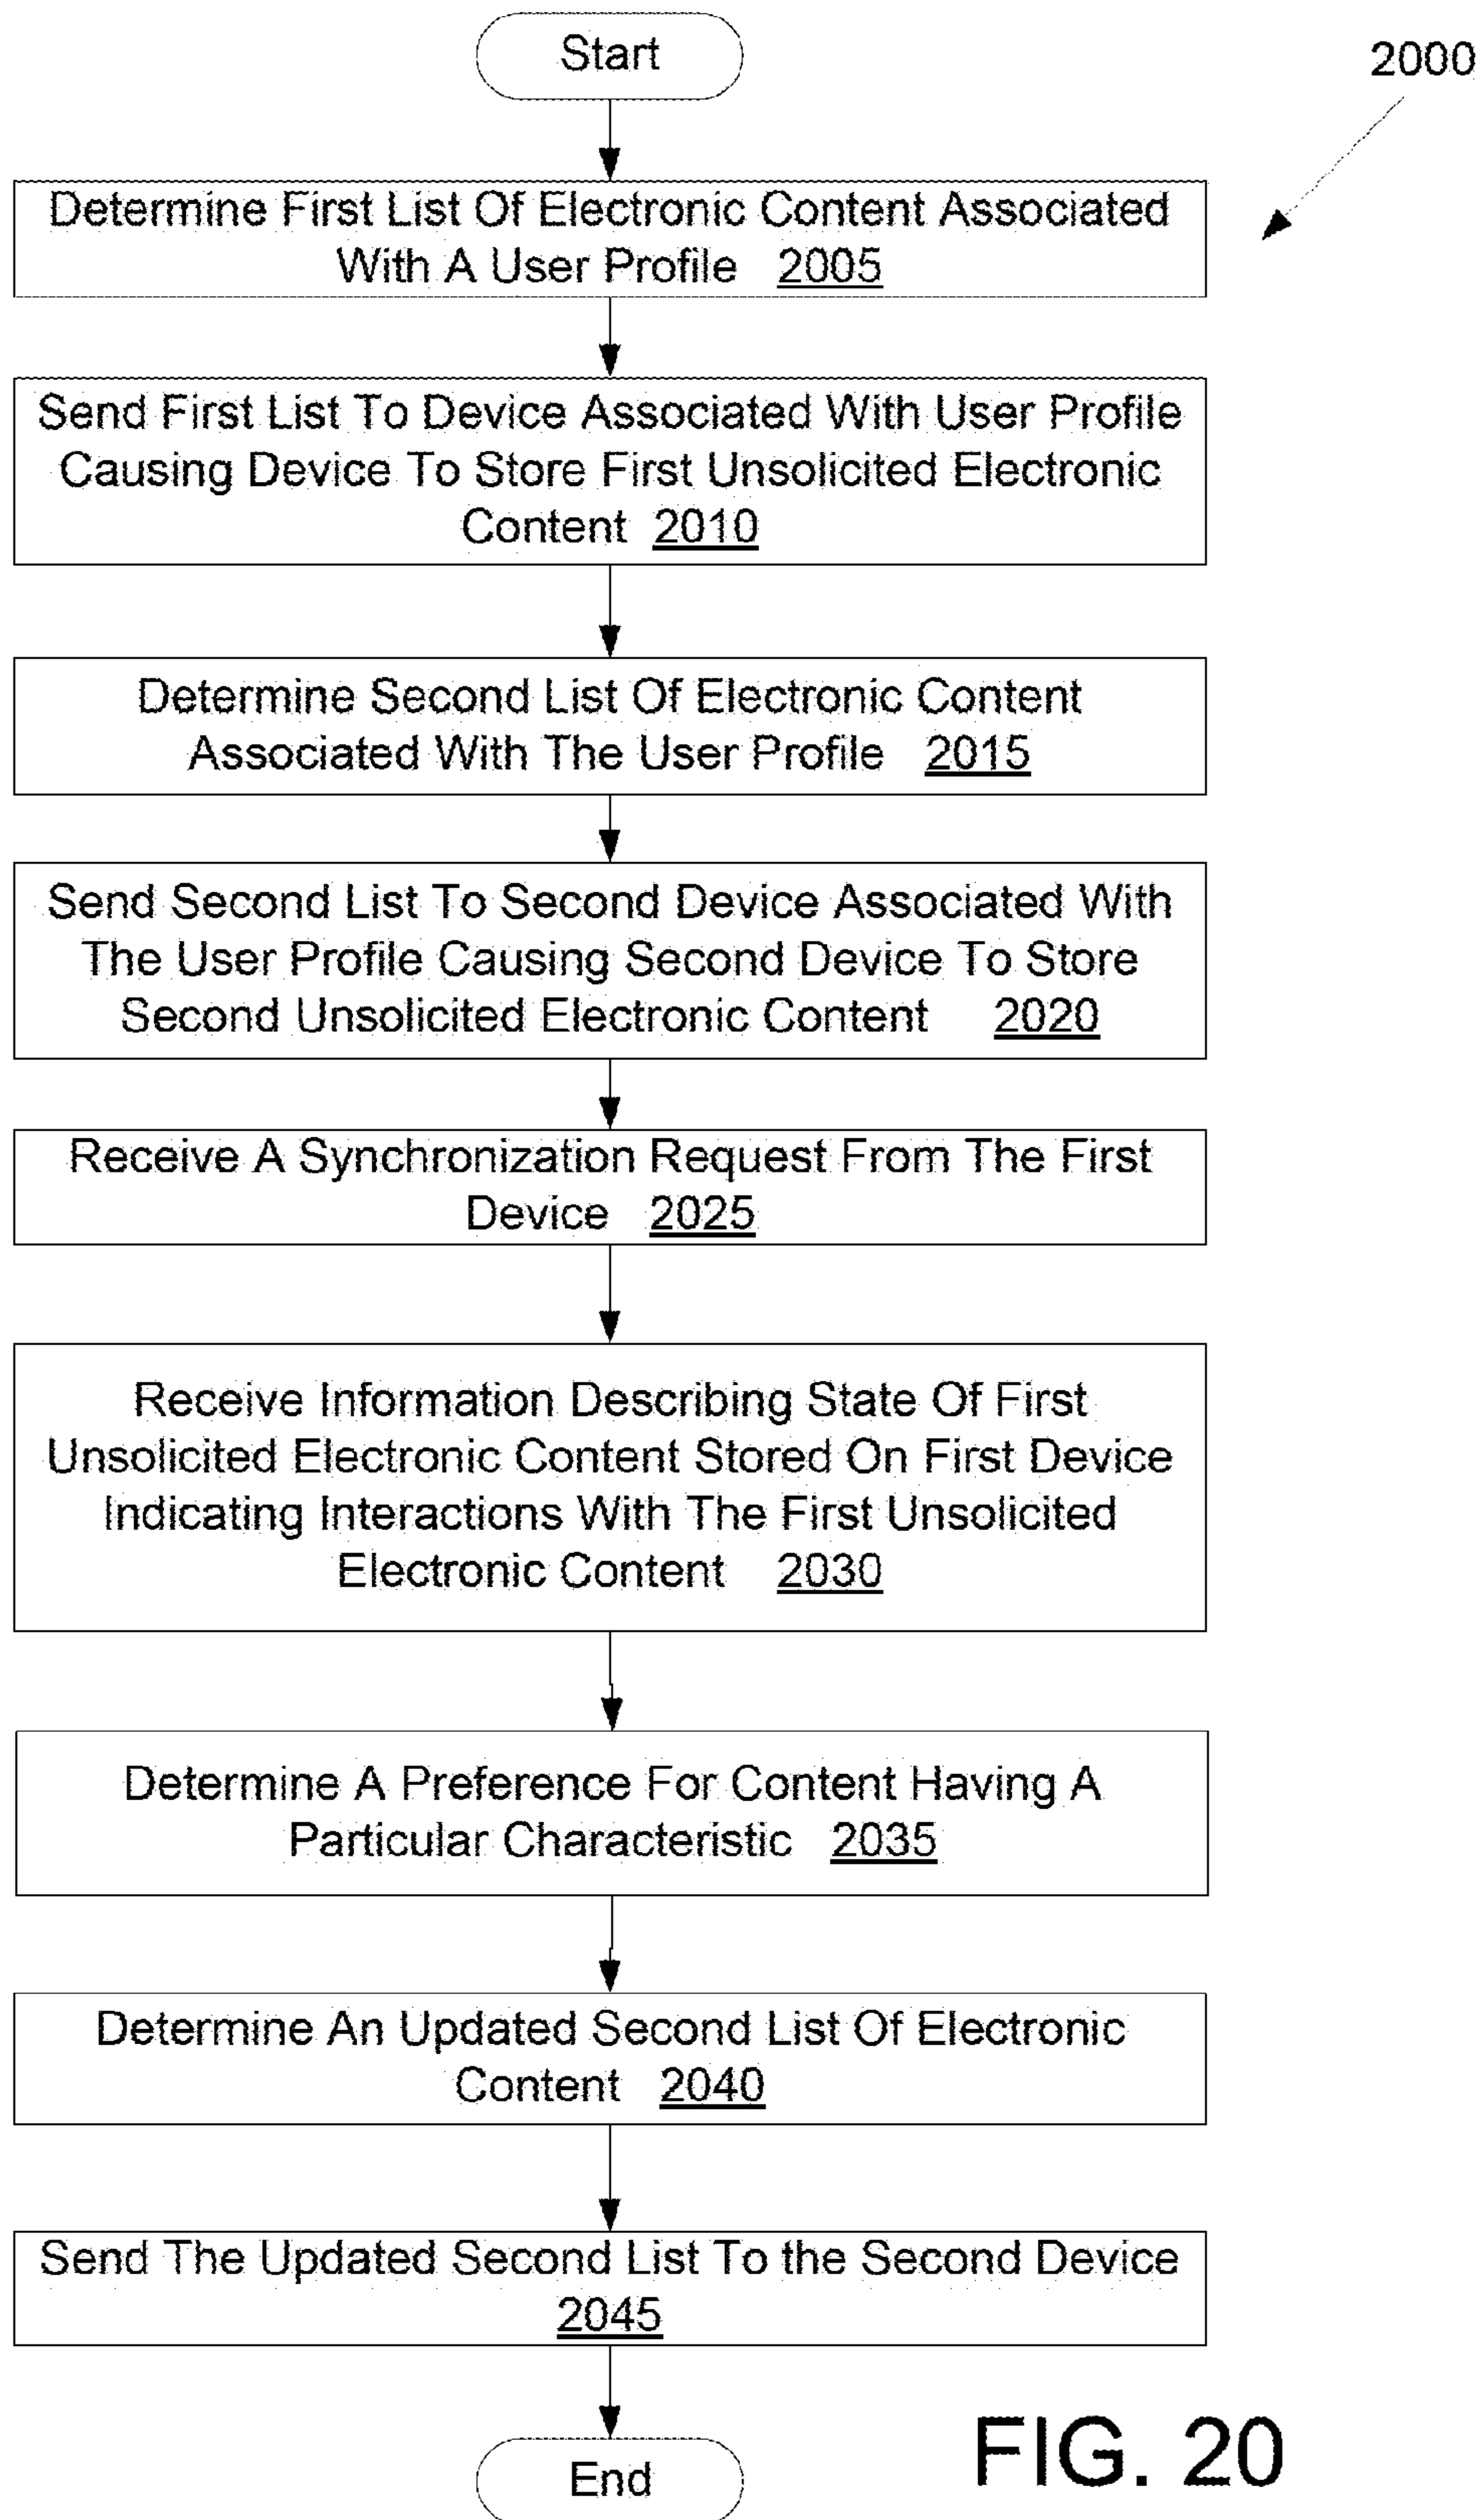 Start
2000
Determine First List Of Electronic Content Associated
With A User Profile 2005
Send First List To Device Associated With User Profile
Causing Device To Store First Unsolicited Electronic
Content 2010
Determine Second List Of Electronic Content
Associated With The User Profile 2015
Send Second List To Second Device Associated With
The User Profile Causing Second Device To Store
Second Unsolicited Electronic Content 2020
Receive A Synchronization Request From The First
Device 2025
Receive Information Describing State Of First
Unsolicited Electronic Content Stored On First Device
Indicating Interactions With The First Unsolicited
Electronic Content 2030
Determine A Preference For Content Having A
Particular Characteristic 2035
Determine An Updated Second List Of Electronic
Content 2040
Send The Updated Second List To the Second Device
2045
End
FIG. 20